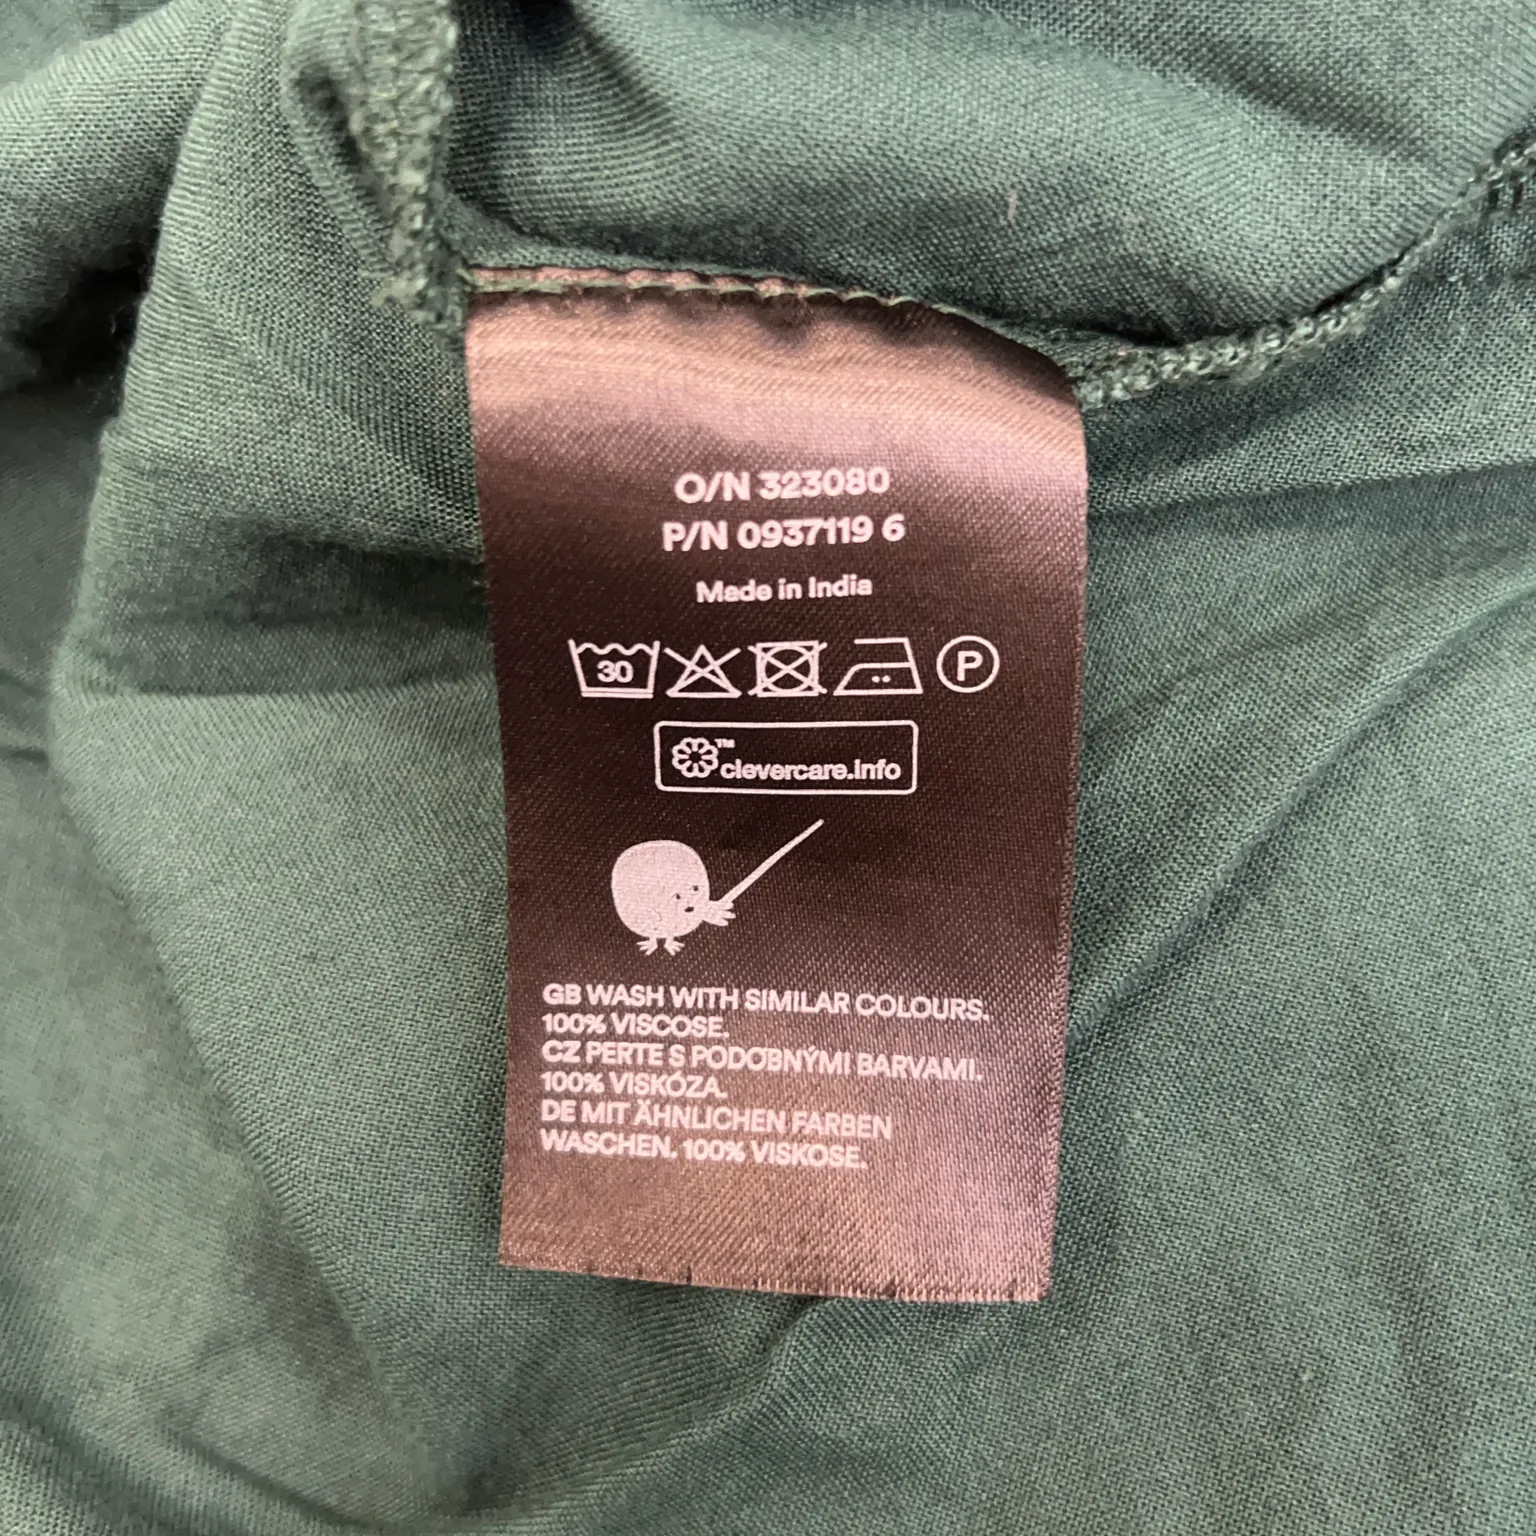 O/N 323080
P/N 0937119 6
Made in India
30 P
™
clevercare.info
GB WASH WITH SIMILAR COLOURS.
100% VISCOSE.
CZ PERTE S PODOBNÝMI BARVAMI.
100% VISKÓZA.
DE MIT ÄHNLICHEN FARBEN
WASCHEN. 100% VISKOSE.